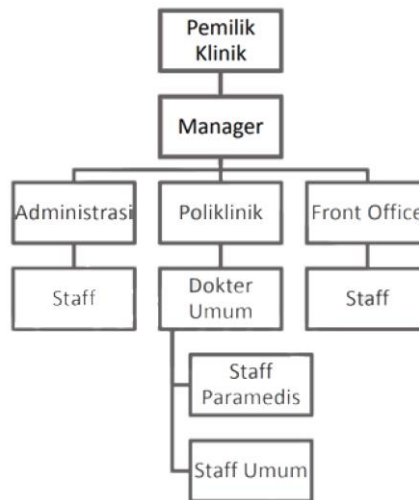 Pemilik
Klinik
Manager
Administrasi
Poliklinik
Front Office
Staff
Dokter
Umum
Staff
Staff
Paramedis
Staff Umum